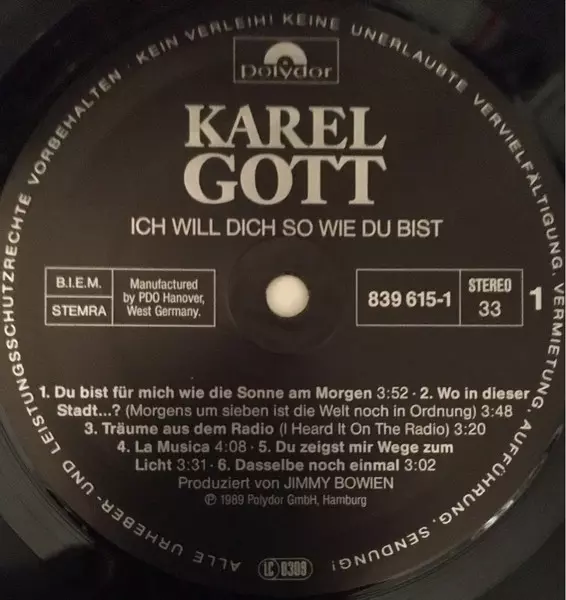 ALLE URHEBER- UND LEISTUNGSSCHUTZRECHTE VORBEHALTEN · KEIN VERLEIH! KEINE UNERLAUBTE VERVIELFÄLTIGUNG, VERMIETUNG, AUFFÜHRUNG, SENDUNG!
polydor
KAREL
GOTT
ICH WILL DICH SO WIE DU BIST
B.I.E.M.
STEMRA
Manufactured
by PDO Hanover,
West Germany.
839 615-1
STEREO
33
1
1. Du bist für mich wie die Sonne am Morgen 3:52 · 2. Wo in dieser
Stadt...? (Morgens um sieben ist die Welt noch in Ordnung) 3:48
3. Träume aus dem Radio (I Heard It On The Radio) 3:20
4. La Musica 4:08 · 5. Du zeigst mir Wege zum
Licht 3:31 · 6. Dasselbe noch einmal 3:02
Produziert von JIMMY BOWIEN
℗ 1989 Polydor GmbH, Hamburg
LC 0309